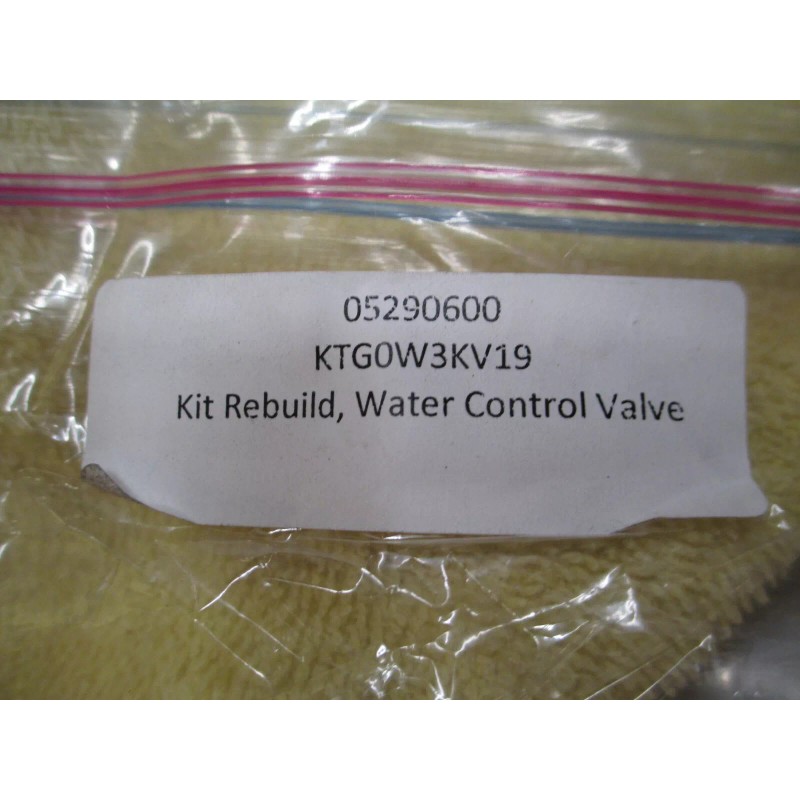 05290600
KTG0W3KV19
Kit Rebuild, Water Control Valve